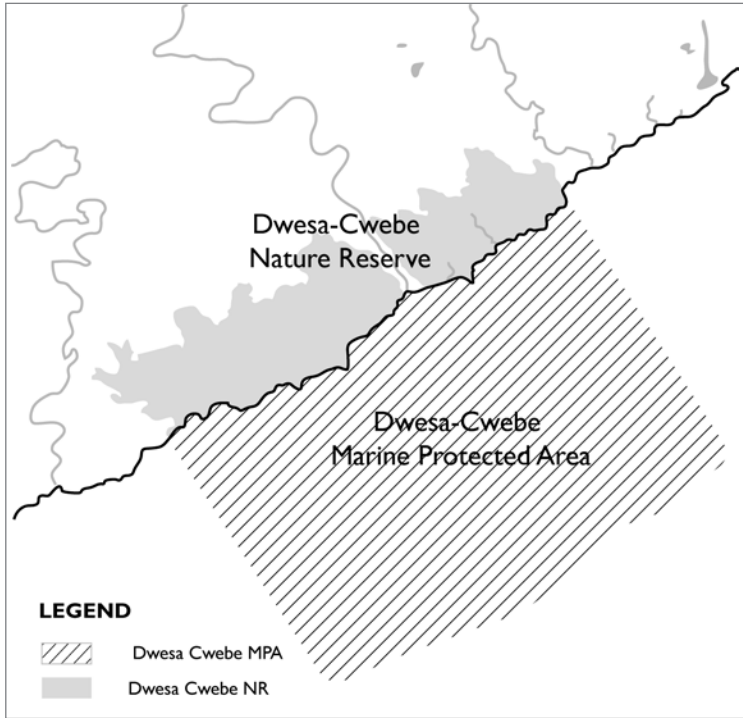 Dwesa-Cwebe
Nature Reserve
Dwesa-Cwebe
Marine Protected Area
LEGEND
Dwesa Cwebe MPA
Dwesa Cwebe NR